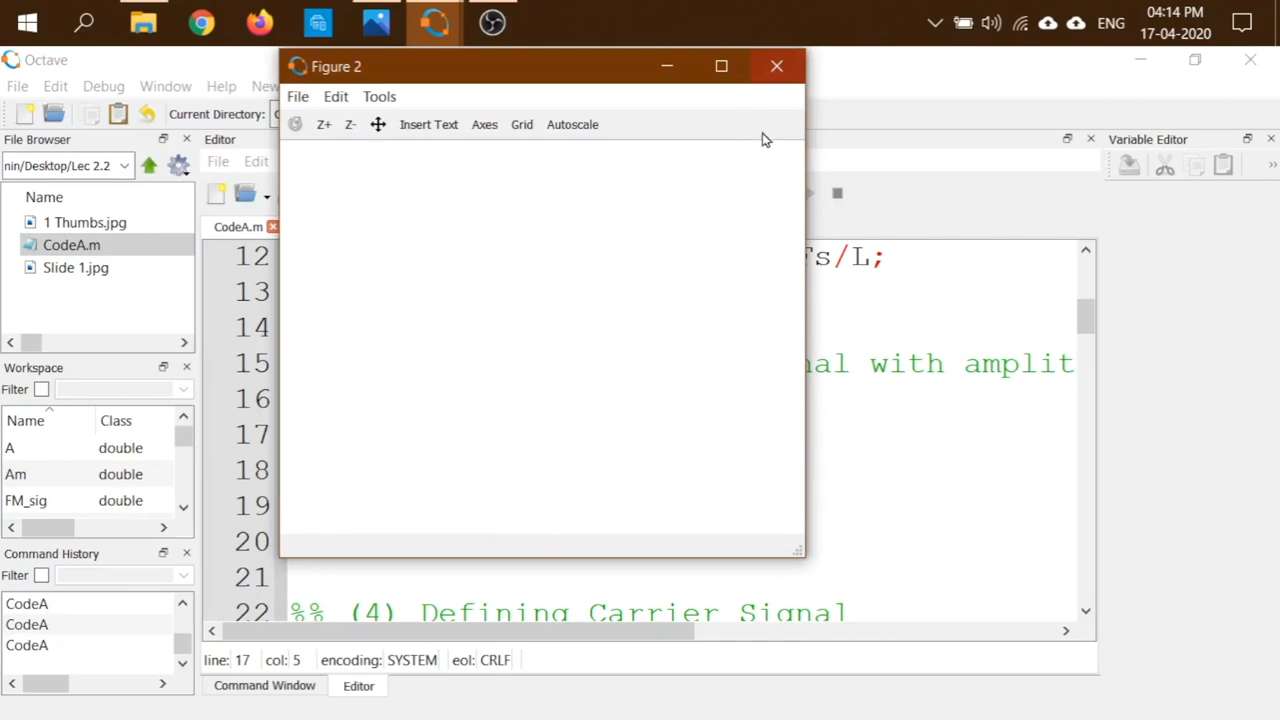 ENG
04:14 PM
17-04-2020
Octave
File Edit Debug Window Help New
Current Directory:
Figure 2
File Edit Tools
Z+ Z- Insert Text Axes Grid Autoscale
File Browser
nin/Desktop/Lec 2.2
Name
1 Thumbs.jpg
CodeA.m
Slide 1.jpg
Workspace
Filter
Name Class
A double
Am double
FM_sig double
Command History
Filter
CodeA
CodeA
CodeA
Editor
File Edit
CodeA.m
12 Fs/L;
13
14
15 nal with amplit
16
17
18
19
20
21
22 %% (4) Defining Carrier Signal
line: 17 col: 5 encoding: SYSTEM eol: CRLF
Command Window Editor
Variable Editor